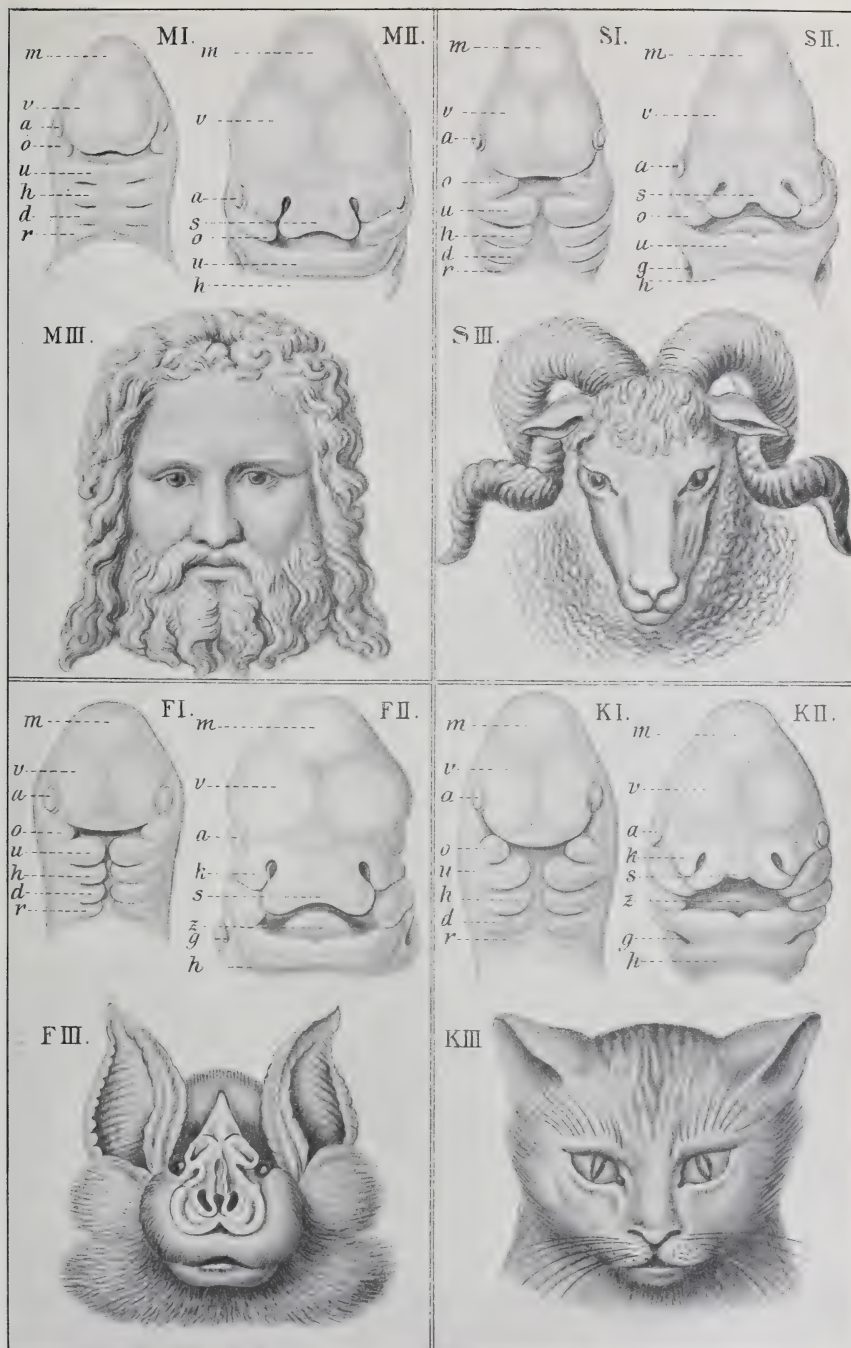 MI.
m
v
a
o
u
h
d
r
MII.
m
v
a
s
o
u
h
MIII.
SI.
m
v
a
o
u
h
d
r
SII.
m
v
a
s
o
u
g
h
SIII.
FI.
m
v
a
o
u
h
d
r
FII.
m
v
a
k
s
z
g
h
FIII.
KI.
m
v
a
o
u
h
d
r
KII.
m
v
a
k
s
z
g
h
KIII